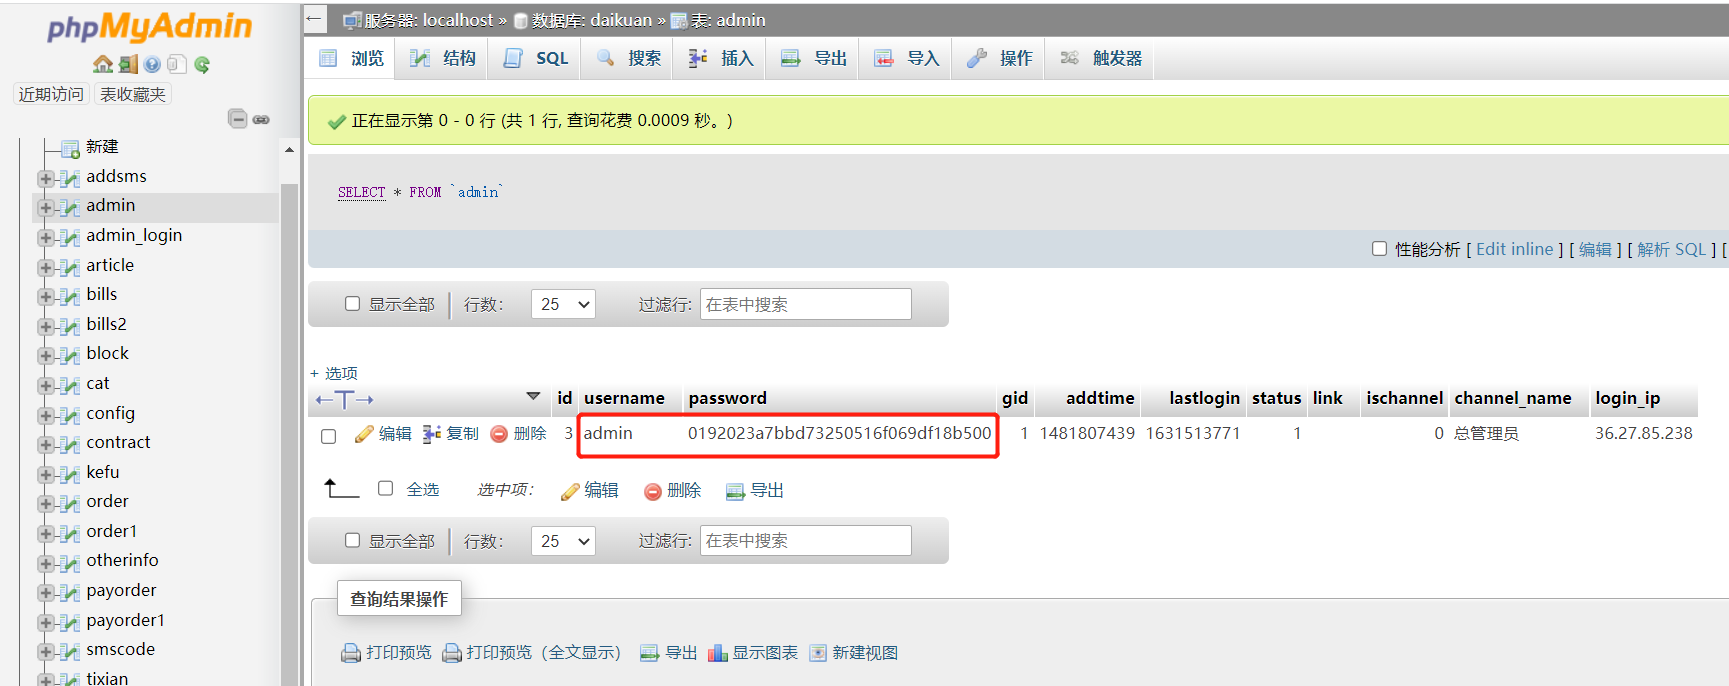 phpMyAdmin
近期访问 表收藏夹
新建
addsms
admin
admin_login
article
bills
bills2
block
cat
config
contract
kefu
order
order1
otherinfo
payorder
payorder1
smscode
tixian
服务器: localhost » 数据库: daikuan » 表: admin
浏览 结构 SQL 搜索 插入 导出 导入 操作 触发器
正在显示第 0 - 0 行 (共 1 行, 查询花费 0.0009 秒。)
SELECT * FROM `admin`
性能分析 [ Edit inline ] [ 编辑 ] [ 解析 SQL ] [
显示全部 行数: 25 过滤行: 在表中搜索
+ 选项
←T→ id username password gid addtime lastlogin status link ischannel channel_name login_ip
编辑 复制 删除 3 admin 0192023a7bbd73250516f069df18b500 1 1481807439 1631513771 1 0 总管理员 36.27.85.238
全选 选中项: 编辑 删除 导出
显示全部 行数: 25 过滤行: 在表中搜索
查询结果操作
打印预览 打印预览（全文显示） 导出 显示图表 新建视图